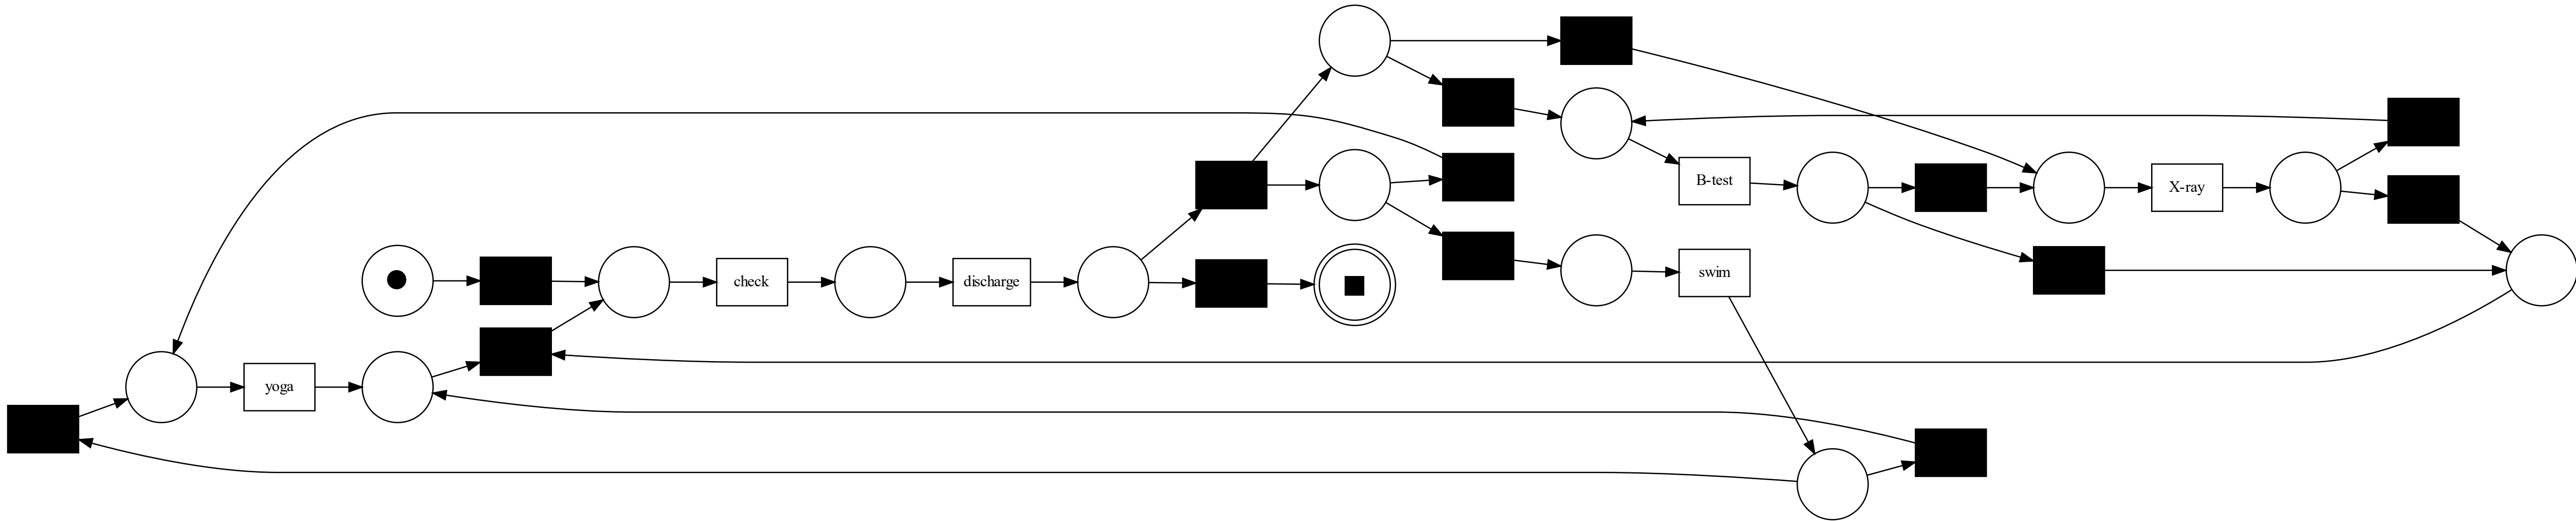 B-test
X-ray
check
discharge
swim
yoga